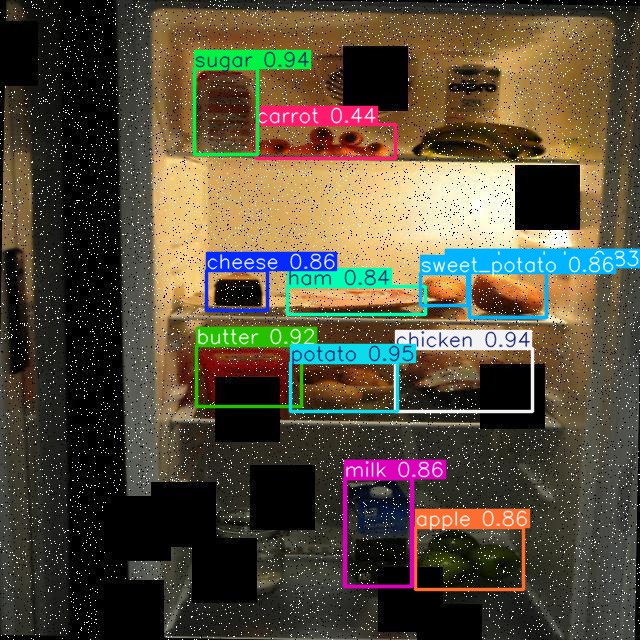 sugar 0.94
carrot 0.44
cheese 0.86
ham 0.84
sweet_potato 0.86
33
butter 0.92
potato 0.95
chicken 0.94
milk 0.86
apple 0.86